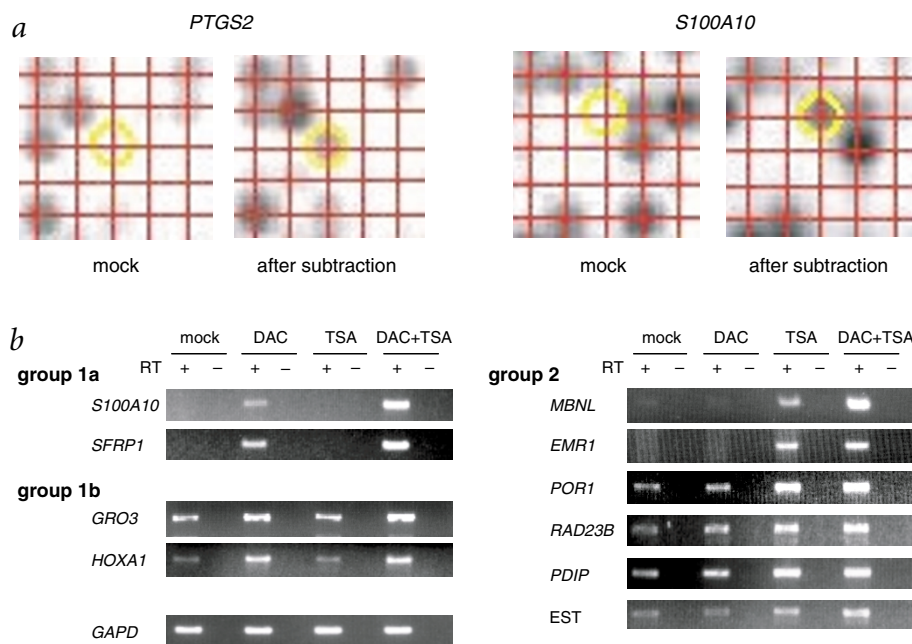 a
PTGS2
S100A10
mock
after subtraction
mock
after subtraction
b
mock DAC TSA DAC+TSA
group 1a
RT + – + – + – + –
S100A10
SFRP1
group 1b
GRO3
HOXA1
GAPD
mock DAC TSA DAC+TSA
group 2
RT + – + – + – + –
MBNL
EMR1
POR1
RAD23B
PDIP
EST